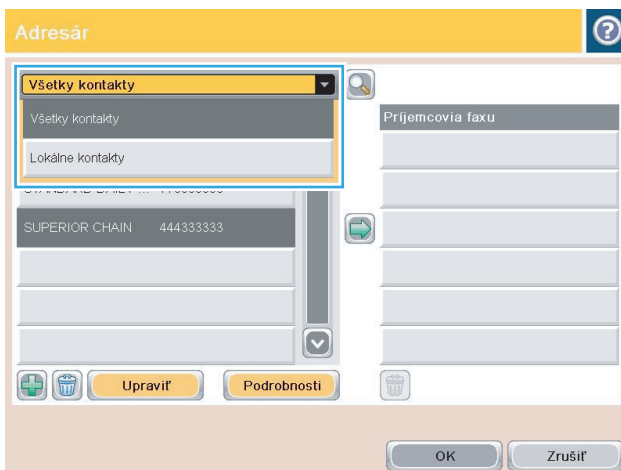 Adresár
?
Všetky kontakty
Všetky kontakty
Príjemcovia faxu
Lokálne kontakty
SUPERIOR CHAIN 444333333
Upraviť
Podrobnosti
OK
Zrušiť